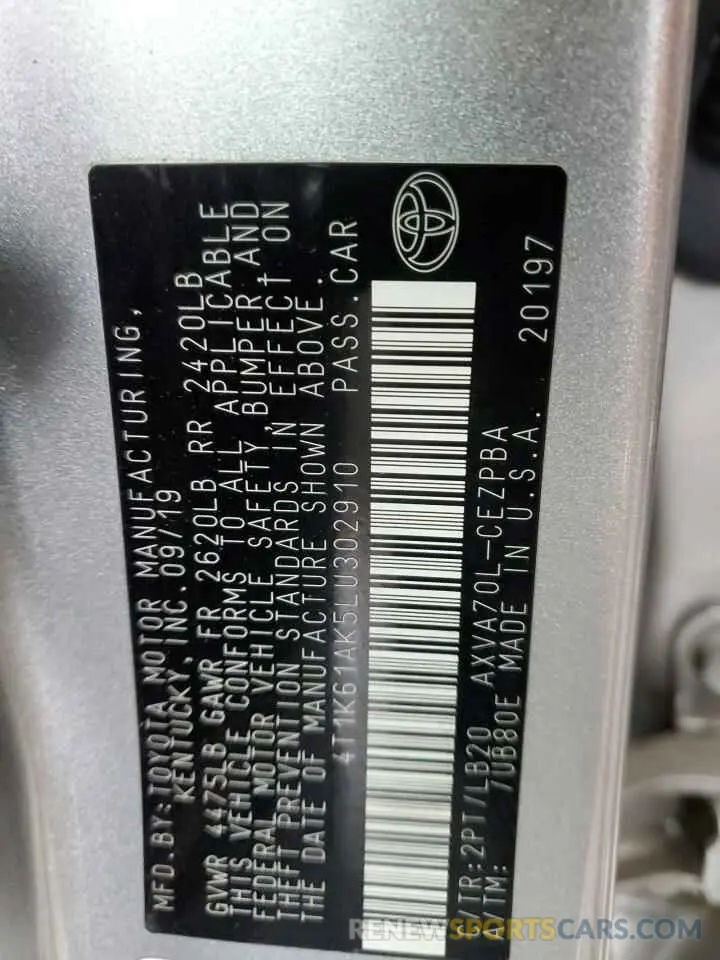 MFD.BY:TOYOTA MOTOR MANUFACTURING,
KENTUCKY, INC. 09/19
GVWR 4475LB GAWR FR 2620LB RR 2420LB
THIS VEHICLE CONFORMS TO ALL APPLICABLE
FEDERAL MOTOR VEHICLE SAFETY, BUMPER, AND
THEFT PREVENTION STANDARDS IN EFFECT ON
THE DATE OF MANUFACTURE SHOWN ABOVE.
4T1K61AK5LU302910 PASS.CAR
C/TR:2PT/LB20 AXVA70L-CEZPBA 20197
A/TM: /UB80E MADE IN U.S.A.
RENEWSPORTSCARS.COM